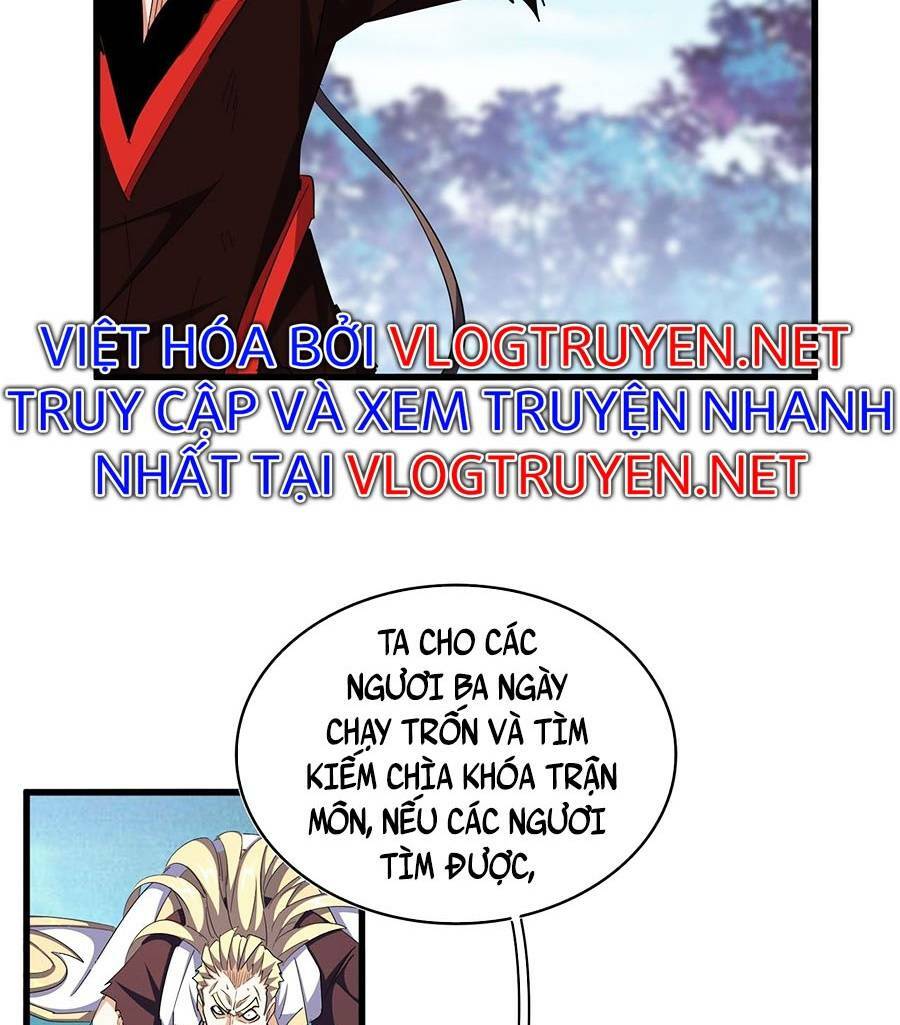 VIỆT HÓA BỞI VLOGTRUYEN.NET
TRUY CẬP VÀ XEM TRUYỆN NHANH
NHẤT TẠI VLOGTRUYEN.NET
TA CHO CÁC
NGƯƠI BA NGÀY
CHẠY TRỐN VÀ TÌM
KIẾM CHÌA KHÓA TRẬN
MÔN, NẾU CÁC NGƯƠI
TÌM ĐƯỢC,